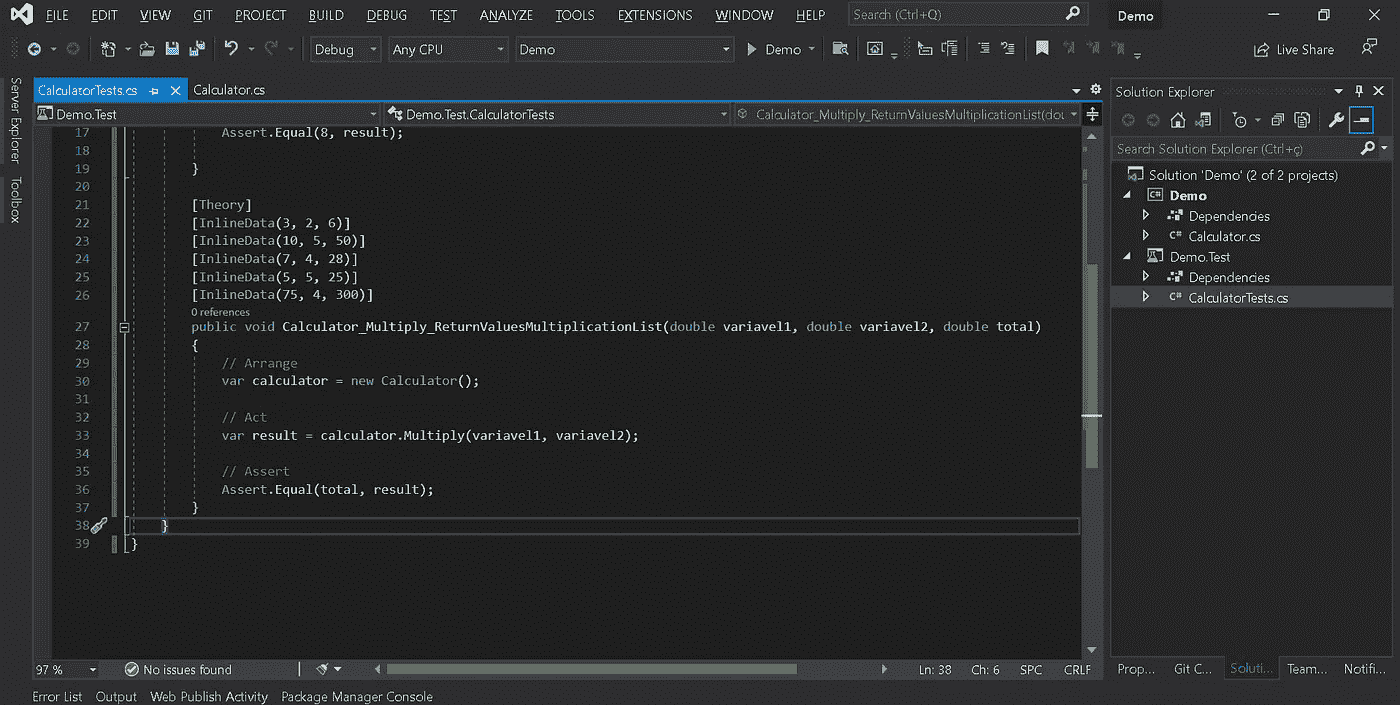 FILE EDIT VIEW GIT PROJECT BUILD DEBUG TEST ANALYZE TOOLS EXTENSIONS WINDOW HELP Search (Ctrl+Q) Demo
Debug Any CPU Demo Demo Live Share
Server Explorer
Toolbox
CalculatorTests.cs Calculator.cs
Demo.Test Demo.Test.CalculatorTests Calculator_Multiply_ReturnValuesMultiplicationList(dou
17 Assert.Equal(8, result);
18
19 }
20
21 [Theory]
22 [InlineData(3, 2, 6)]
23 [InlineData(10, 5, 50)]
24 [InlineData(7, 4, 28)]
25 [InlineData(5, 5, 25)]
26 [InlineData(75, 4, 300)]
0 references
27 public void Calculator_Multiply_ReturnValuesMultiplicationList(double variavel1, double variavel2, double total)
28 {
29 // Arrange
30 var calculator = new Calculator();
31
32 // Act
33 var result = calculator.Multiply(variavel1, variavel2);
34
35 // Assert
36 Assert.Equal(total, result);
37 }
38 }
39 }
97 % No issues found Ln: 38 Ch: 6 SPC CRLF
Error List Output Web Publish Activity Package Manager Console
Solution Explorer
Search Solution Explorer (Ctrl+ç)
Solution 'Demo' (2 of 2 projects)
C# Demo
Dependencies
C# Calculator.cs
Demo.Test
Dependencies
C# CalculatorTests.cs
Prop... Git C... Soluti... Team... Notifi...